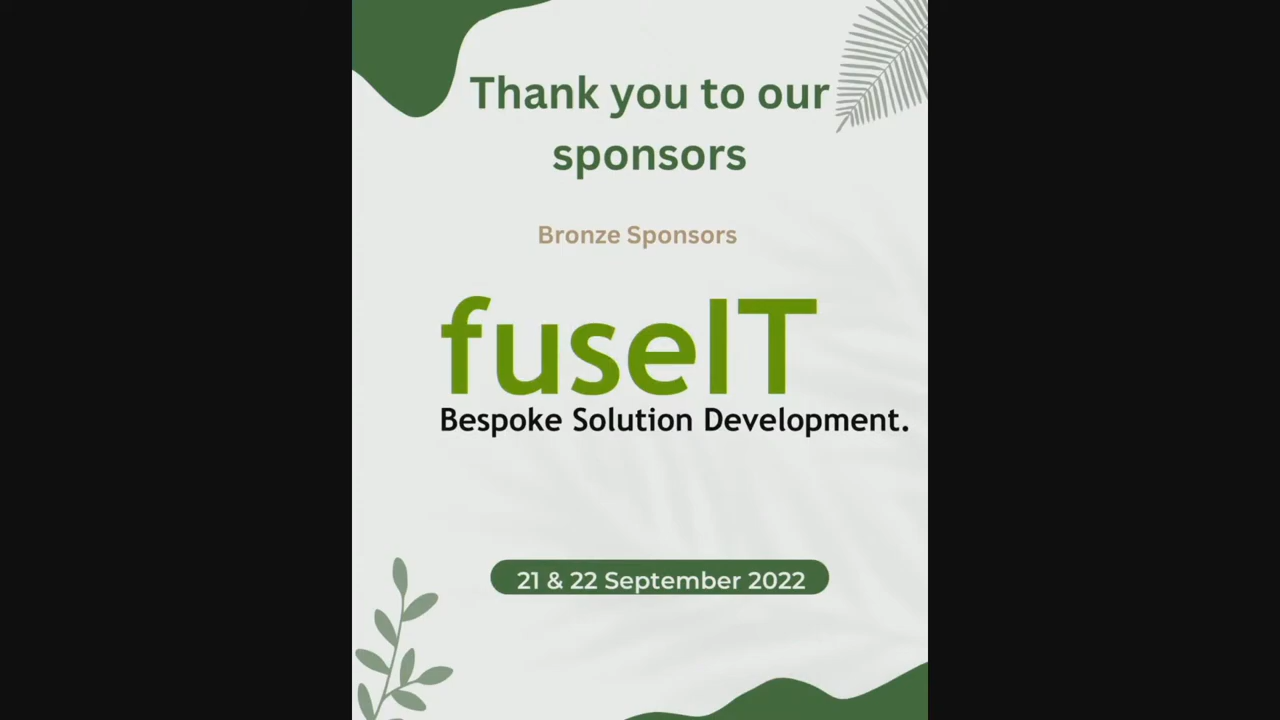 Thank you to our
sponsors
Bronze Sponsors
fuseIT
Bespoke Solution Development.
21 & 22 September 2022